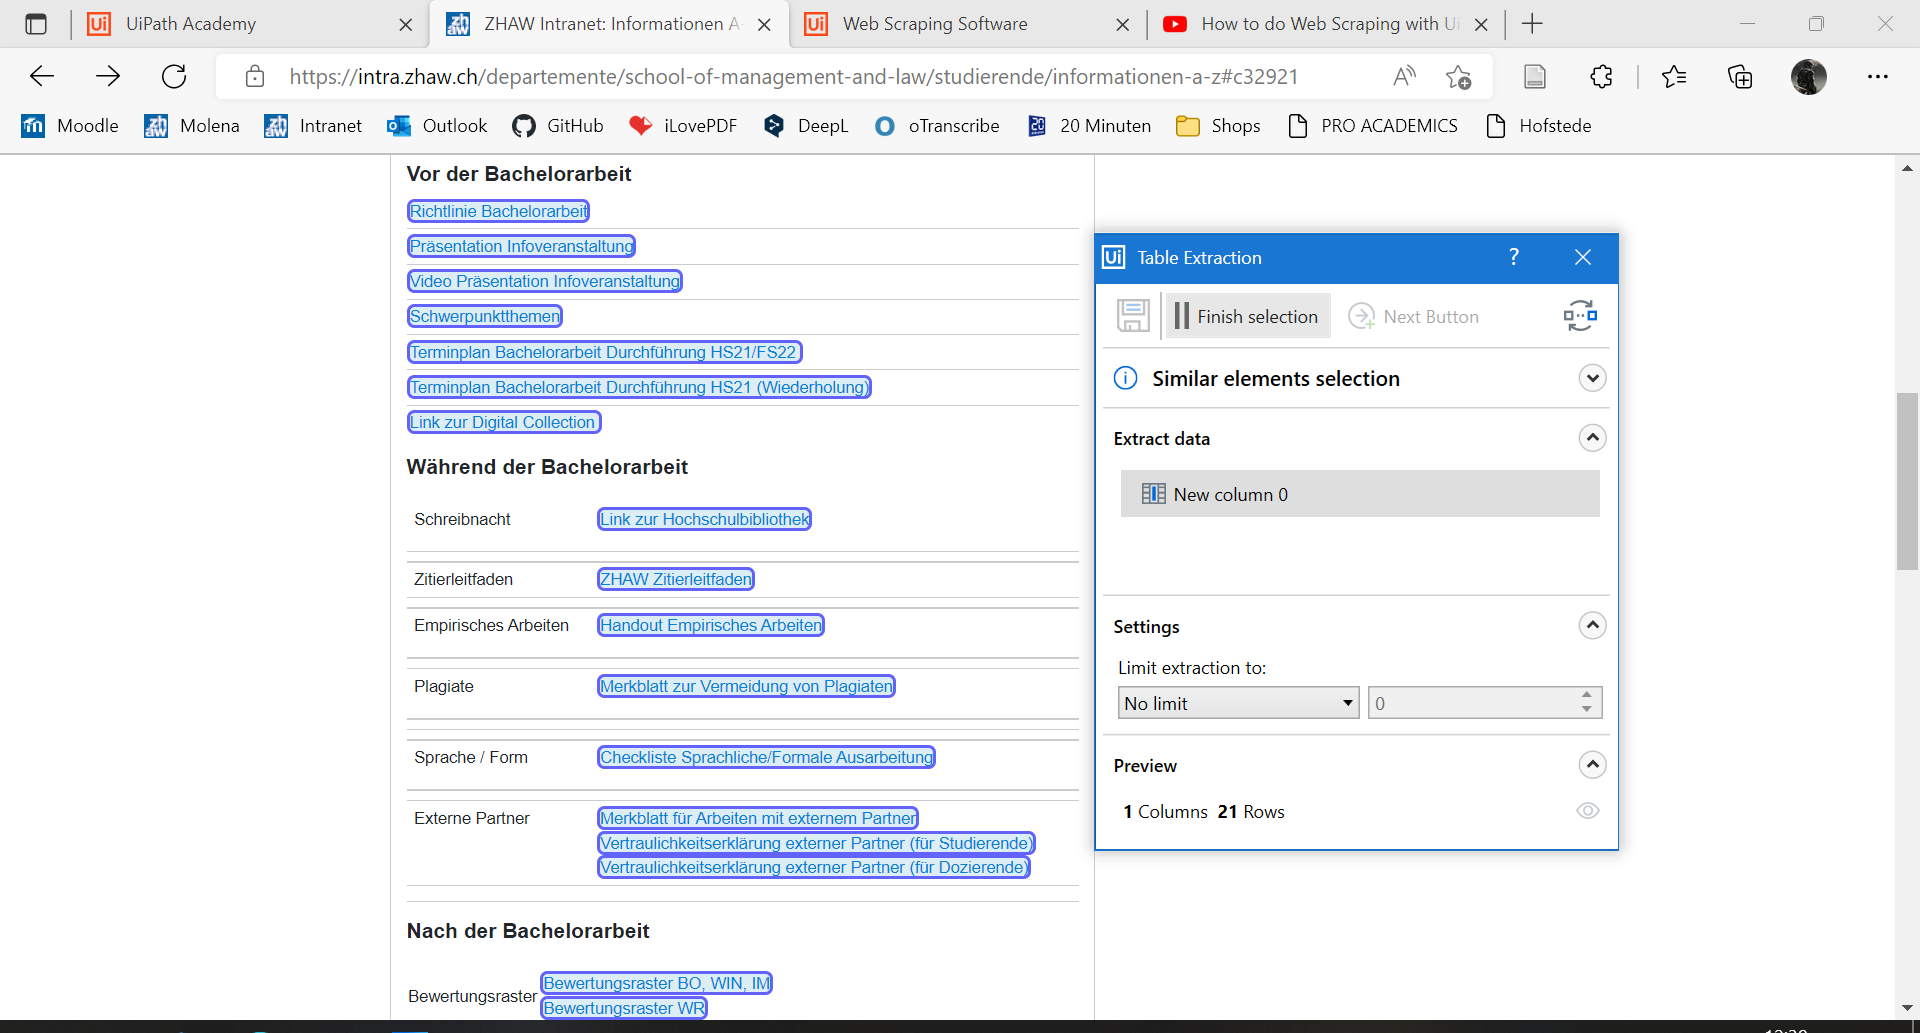 UiPath Academy
ZHAW Intranet: Informationen A-
Web Scraping Software
How to do Web Scraping with Ui
https://intra.zhaw.ch/departemente/school-of-management-and-law/studierende/informationen-a-z#c32921
Moodle
Molena
Intranet
Outlook
GitHub
iLovePDF
DeepL
oTranscribe
20 Minuten
Shops
PRO ACADEMICS
Hofstede
Vor der Bachelorarbeit
Richtlinie Bachelorarbeit
Präsentation Infoveranstaltung
Video Präsentation Infoveranstaltung
Schwerpunktthemen
Terminplan Bachelorarbeit Durchführung HS21/FS22
Terminplan Bachelorarbeit Durchführung HS21 (Wiederholung)
Link zur Digital Collection
Während der Bachelorarbeit
Schreibnacht Link zur Hochschulbibliothek
Zitierleitfaden ZHAW Zitierleitfaden
Empirisches Arbeiten Handout Empirisches Arbeiten
Plagiate Merkblatt zur Vermeidung von Plagiaten
Sprache / Form Checkliste Sprachliche/Formale Ausarbeitung
Externe Partner Merkblatt für Arbeiten mit externem Partner
Vertraulichkeitserklärung externer Partner (für Studierende)
Vertraulichkeitserklärung externer Partner (für Dozierende)
Nach der Bachelorarbeit
Bewertungsraster Bewertungsraster BO, WIN, IM
Bewertungsraster WR
Ui Table Extraction ?
Finish selection Next Button
Similar elements selection
Extract data
New column 0
Settings
Limit extraction to:
No limit 0
Preview
1 Columns 21 Rows